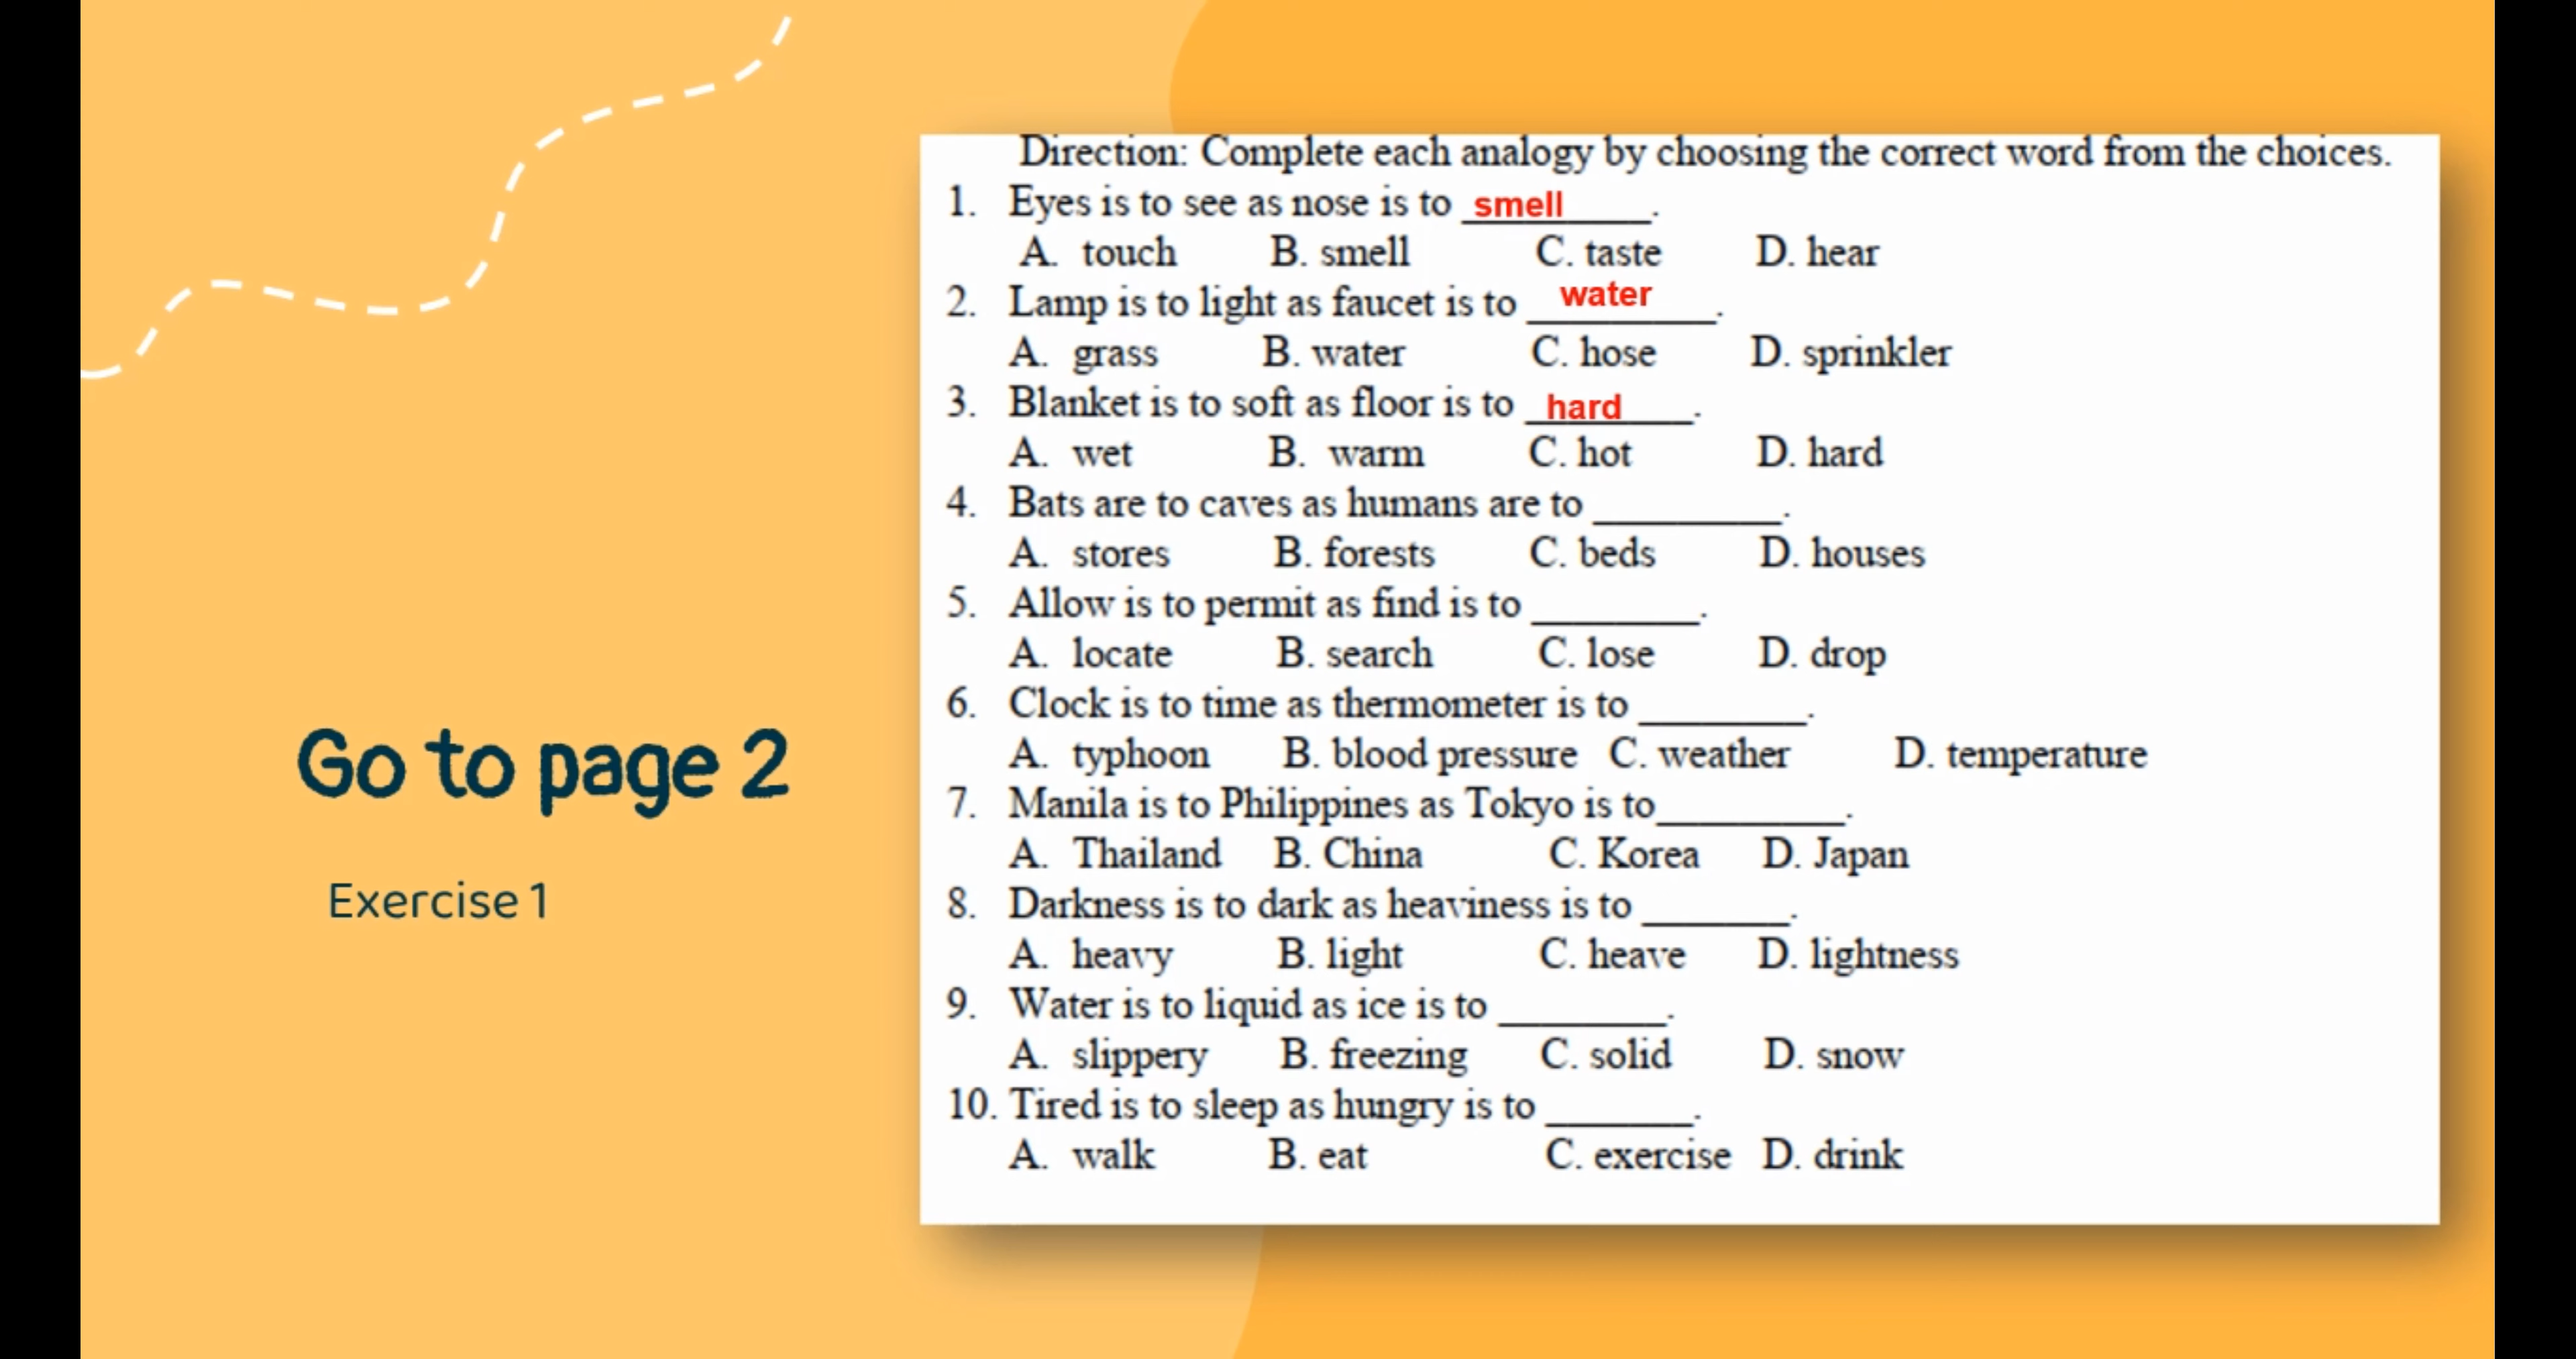 Go to page 2
Exercise 1
Direction: Complete each analogy by choosing the correct word from the choices.
1. Eyes is to see as nose is to smell.
A. touch B. smell C. taste D. hear
2. Lamp is to light as faucet is to water.
A. grass B. water C. hose D. sprinkler
3. Blanket is to soft as floor is to hard.
A. wet B. warm C. hot D. hard
4. Bats are to caves as humans are to _________.
A. stores B. forests C. beds D. houses
5. Allow is to permit as find is to ________.
A. locate B. search C. lose D. drop
6. Clock is to time as thermometer is to ________.
A. typhoon B. blood pressure C. weather D. temperature
7. Manila is to Philippines as Tokyo is to_________.
A. Thailand B. China C. Korea D. Japan
8. Darkness is to dark as heaviness is to _______.
A. heavy B. light C. heave D. lightness
9. Water is to liquid as ice is to ________.
A. slippery B. freezing C. solid D. snow
10. Tired is to sleep as hungry is to _______.
A. walk B. eat C. exercise D. drink